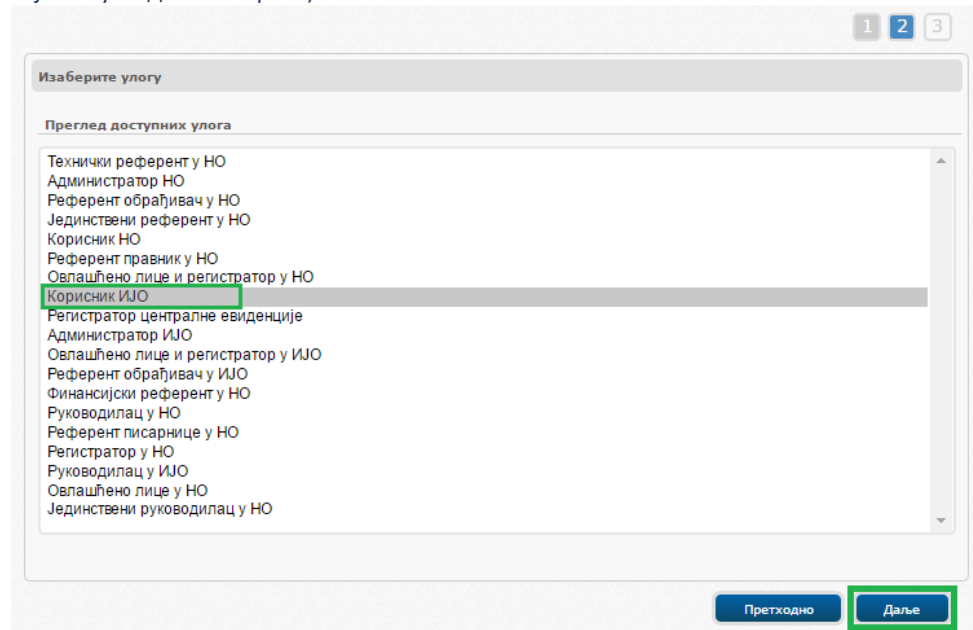 1 2 3
Изаберите улогу
Преглед доступних улога
Технички референт у НО
Администратор НО
Референт обрађивач у НО
Јединствени референт у НО
Корисник НО
Референт правник у НО
Овлашћено лице и регистратор у НО
Корисник ИЈО
Регистратор централне евиденције
Администратор ИЈО
Овлашћено лице и регистратор у ИЈО
Референт обрађивач у ИЈО
Финансијски референт у НО
Руководилац у НО
Референт писарнице у НО
Регистратор у НО
Руководилац у ИЈО
Овлашћено лице у НО
Јединствени руководилац у НО
Претходно Даље